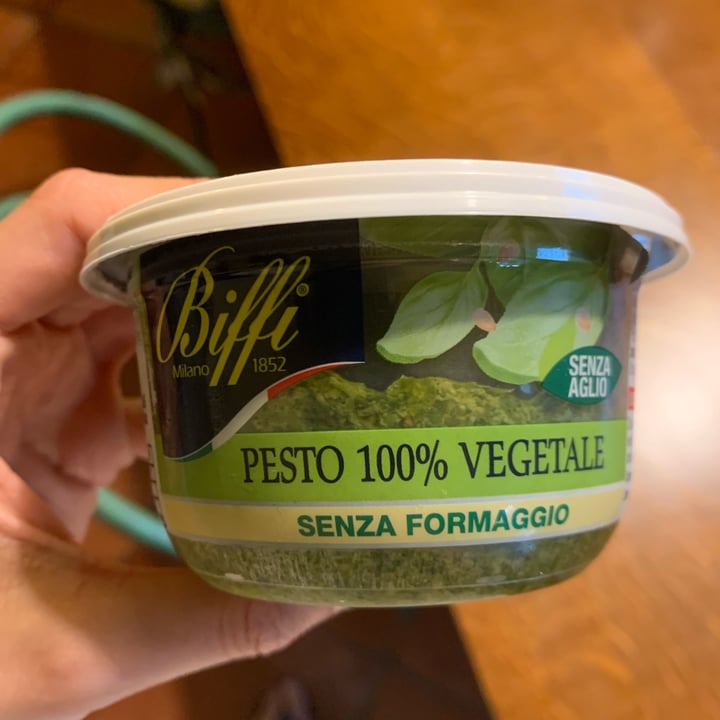 Biffi®
Milano 1852
SENZA
AGLIO
PESTO 100% VEGETALE
SENZA FORMAGGIO